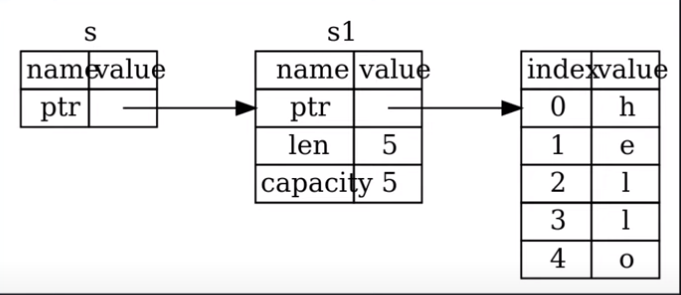 s
name value
ptr
s1
name value
ptr
len 5
capacity 5
index value
0 h
1 e
2 l
3 l
4 o